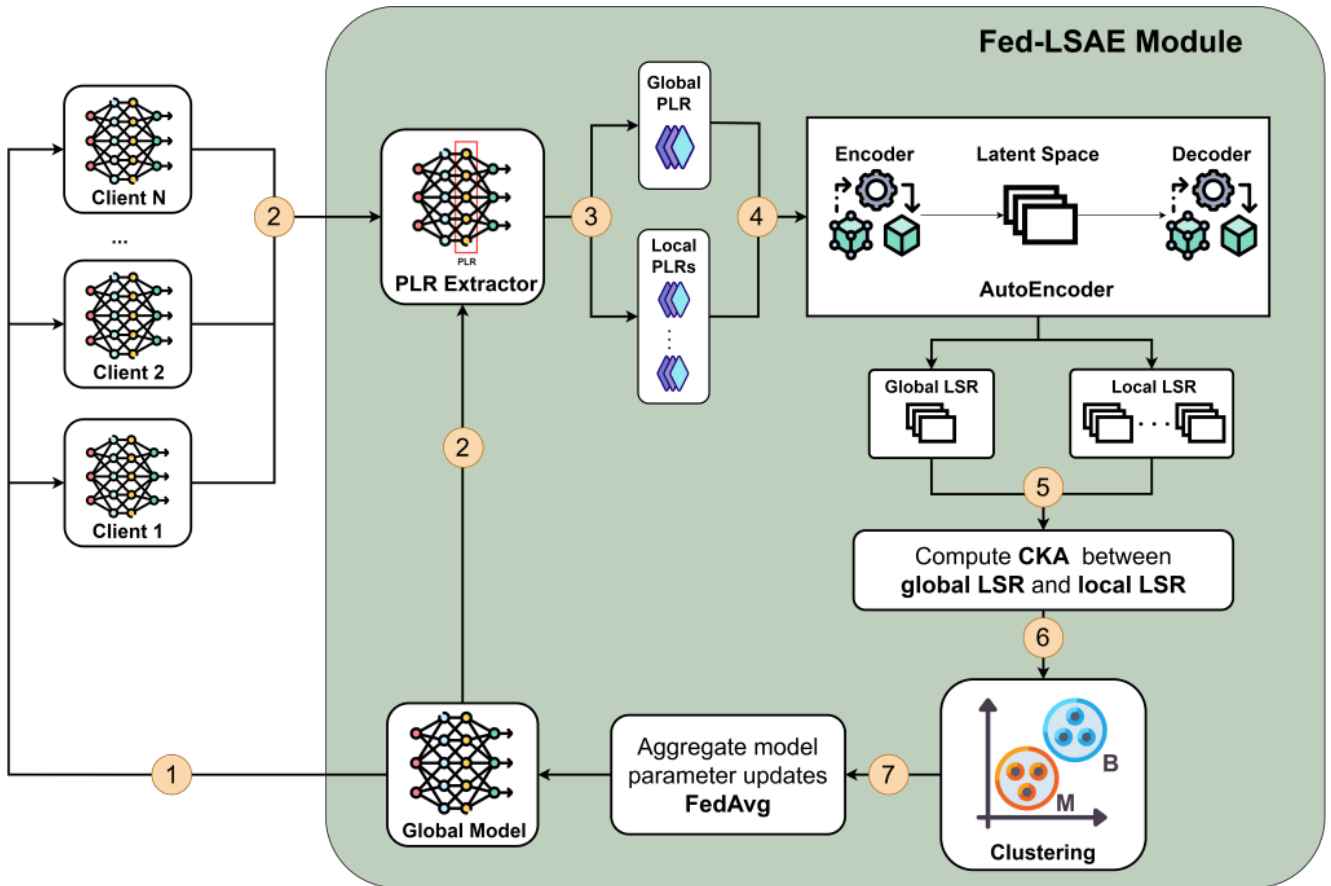 Fed-LSAE Module
Client N
...
Client 2
Client 1
2
PLR
PLR Extractor
3
Global
PLR
Local
PLRs
4
Encoder
Latent Space
Decoder
AutoEncoder
Global LSR
Local LSR
2
5
Compute CKA between
global LSR and local LSR
6
B
M
Clustering
7
Aggregate model
parameter updates
FedAvg
Global Model
1